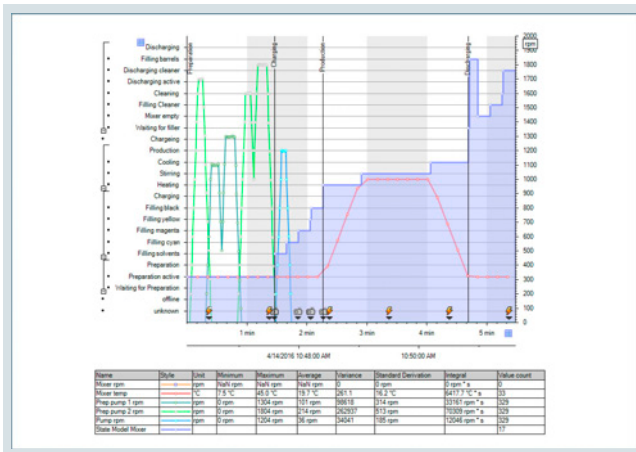 2000
rpm
1900
1800
1700
1600
1500
1400
1300
1200
1100
1000
900
800
700
600
500
400
300
200
100
0
Discharging
Filling barrels
Discharging cleaner
Discharging active
Cleaning
Filling Cleaner
Mixer empty
Waiting for filler
Chargeing
Production
Cooling
Stirring
Heating
Charging
Filling black
Filling yellow
Filling magenta
Filling cyan
Filling solvents
Preparation
Preparation active
Waiting for Preparation
offline
unknown
Preparation
Charging
Production
Discharging
1 min
2 min
3 min
4 min
5 min
4/14/2016 10:48:00 AM
10:50:00 AM
Name Style Unit Minimum Maximum Average Variance Standard Derivation Integral Value count
Mixer rpm rpm NaN rpm NaN rpm NaN rpm 0 0 rpm 0 rpm * s 0
Mixer temp °C 7.5 °C 45.0 °C 19.7 °C 261.1 16.2 °C 6417.7 °C * s 33
Prep pump 1 rpm rpm 0 rpm 1304 rpm 101 rpm 98618 314 rpm 33161 rpm * s 329
Prep pump 2 rpm rpm 0 rpm 1804 rpm 214 rpm 262937 513 rpm 70309 rpm * s 329
Pump rpm rpm 0 rpm 1204 rpm 36 rpm 34041 185 rpm 12046 rpm * s 329
State Model Mixer 17